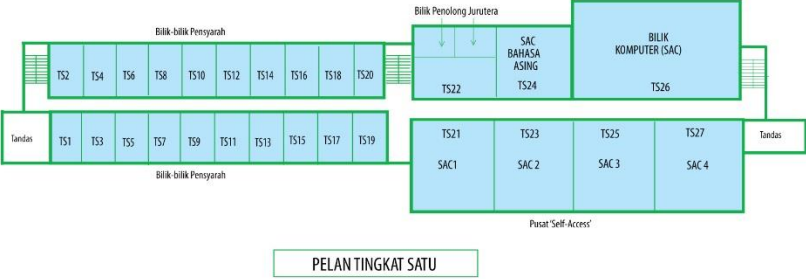 Bilik Penolong Jurutera
Bilik-bilik Pensyarah
SAC
BAHASA
ASING
BILIK
KOMPUTER (SAC)
TS2 TS4 TS6 TS8 TS10 TS12 TS14 TS16 TS18 TS20
TS22 TS24 TS26
Tandas TS1 TS3 TS5 TS7 TS9 TS11 TS13 TS15 TS17 TS19
TS21 TS23 TS25 TS27 Tandas
SAC1 SAC 2 SAC 3 SAC 4
Bilik-bilik Pensyarah
Pusat 'Self-Access'
PELAN TINGKAT SATU